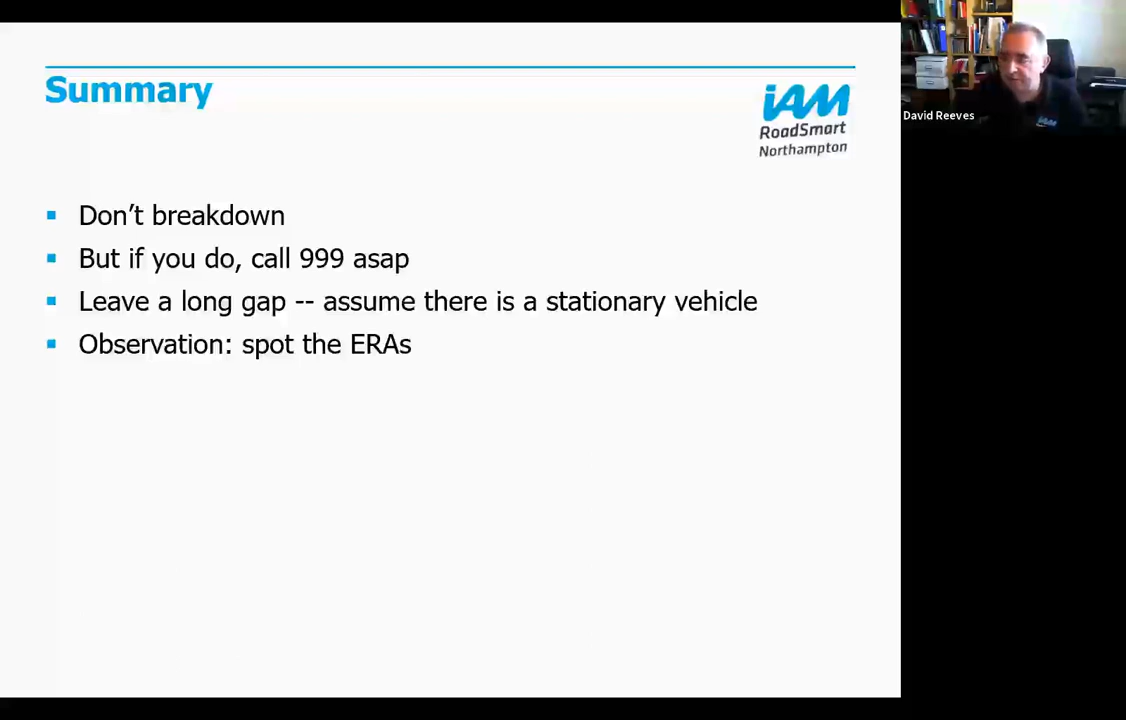 Summary
iAM
RoadSmart
Northampton
Don't breakdown
But if you do, call 999 asap
Leave a long gap -- assume there is a stationary vehicle
Observation: spot the ERAs
David Reeves
iAM